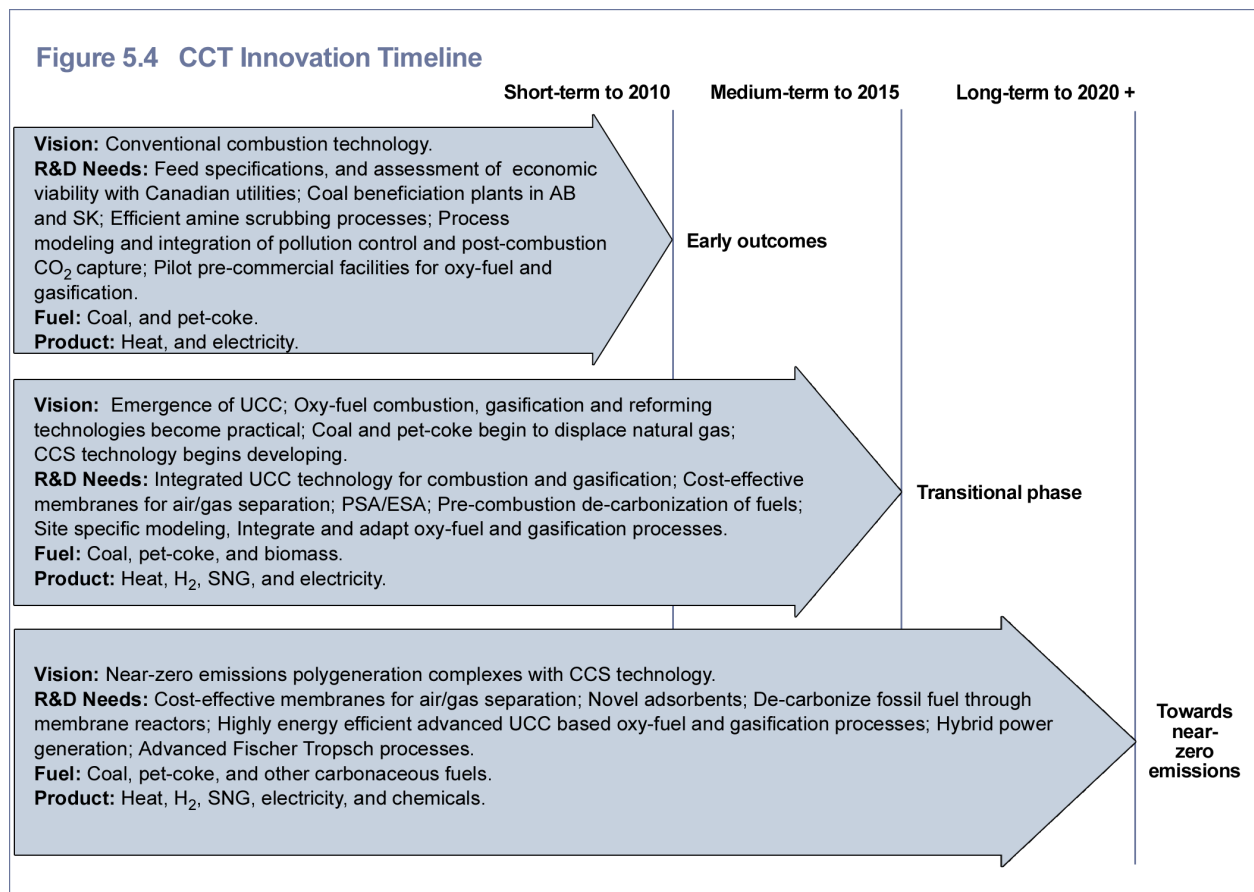 Figure 5.4 CCT Innovation Timeline
Short-term to 2010
Medium-term to 2015
Long-term to 2020 +
Vision: Conventional combustion technology.
R&D Needs: Feed specifications, and assessment of economic
viability with Canadian utilities; Coal beneficiation plants in AB
and SK; Efficient amine scrubbing processes; Process
modeling and integration of pollution control and post-combustion
CO2 capture; Pilot pre-commercial facilities for oxy-fuel and
gasification.
Fuel: Coal, and pet-coke.
Product: Heat, and electricity.
Early outcomes
Vision: Emergence of UCC; Oxy-fuel combustion, gasification and reforming
technologies become practical; Coal and pet-coke begin to displace natural gas;
CCS technology begins developing.
R&D Needs: Integrated UCC technology for combustion and gasification; Cost-effective
membranes for air/gas separation; PSA/ESA; Pre-combustion de-carbonization of fuels;
Site specific modeling, Integrate and adapt oxy-fuel and gasification processes.
Fuel: Coal, pet-coke, and biomass.
Product: Heat, H2, SNG, and electricity.
Transitional phase
Vision: Near-zero emissions polygeneration complexes with CCS technology.
R&D Needs: Cost-effective membranes for air/gas separation; Novel adsorbents; De-carbonize fossil fuel through
membrane reactors; Highly energy efficient advanced UCC based oxy-fuel and gasification processes; Hybrid power
generation; Advanced Fischer Tropsch processes.
Fuel: Coal, pet-coke, and other carbonaceous fuels.
Product: Heat, H2, SNG, electricity, and chemicals.
Towards
near-
zero
emissions